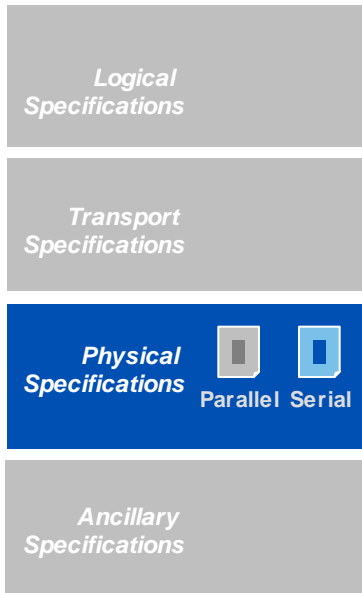 Logical
Specifications
Transport
Specifications
Physical
Specifications
Parallel Serial
Ancillary
Specifications